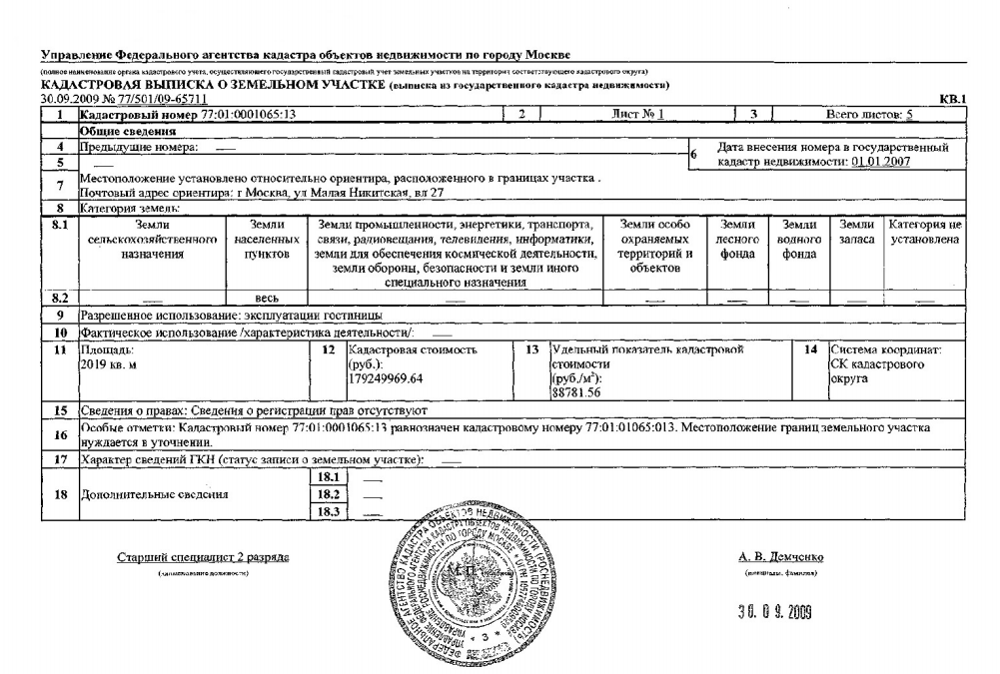 Управление Федерального агентства кадастра объектов недвижимости по городу Москве
(полное наименование органа кадастрового учета, осуществляющего государственный кадастровый учет земельных участков на территории соответствующего кадастрового округа)
КАДАСТРОВАЯ ВЫПИСКА О ЗЕМЕЛЬНОМ УЧАСТКЕ (выписка из государственного кадастра недвижимости)
30.09.2009 № 77/501/09-65711 КВ.1
1 Кадастровый номер 77:01:0001065:13 2 Лист № 1 3 Всего листов: 5
Общие сведения
4 Предыдущие номера: —
5 —
6 Дата внесения номера в государственный
кадастр недвижимости: 01.01.2007
7 Местоположение установлено относительно ориентира, расположенного в границах участка .
Почтовый адрес ориентира: г Москва, ул Малая Никитская, вл 27
8 Категория земель:
8.1 Земли
сельскохозяйственного
назначения
Земли
населенных
пунктов
Земли промышленности, энергетики, транспорта,
связи, радиовещания, телевидения, информатики,
земли для обеспечения космической деятельности,
земли обороны, безопасности и земли иного
специального назначения
Земли особо
охраняемых
территорий и
объектов
Земли
лесного
фонда
Земли
водного
фонда
Земли
запаса
Категория не
установлена
8.2 — весь — — — — — —
9 Разрешенное использование: эксплуатации гостиницы
10 Фактическое использование /характеристика деятельности/: —
11 Площадь:
2019 кв. м
12 Кадастровая стоимость
(руб.):
179249969.64
13 Удельный показатель кадастровой
стоимости
(руб./м²):
88781.56
14 Система координат:
СК кадастрового
округа
15 Сведения о правах: Сведения о регистрации прав отсутствуют
16 Особые отметки: Кадастровый номер 77:01:0001065:13 равнозначен кадастровому номеру 77:01:01065:013. Местоположение границ земельного участка
нуждается в уточнении.
17 Характер сведений ГКН (статус записи о земельном участке): —
18 Дополнительные сведения
18.1 —
18.2 —
18.3 —
Старший специалист 2 разряда
(наименование должности)
М.П.
А. В. Демченко
(инициалы, фамилия)
30.09.2009
ФЕДЕРАЛЬНОЕ АГЕНТСТВО КАДАСТРА ОБЪЕКТОВ НЕДВИЖИМОСТИ (РОСНЕДВИЖИМОСТЬ)
* 3 *